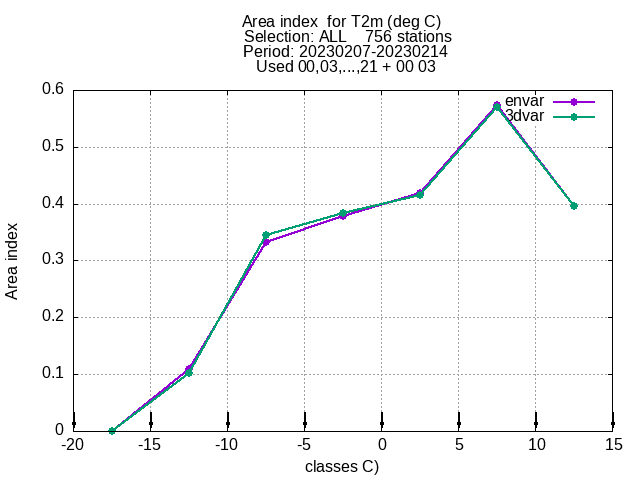 Area index  for T2m (deg C)
Selection: ALL    756 stations
Period: 20230207-20230214
Used 00,03,...,21 + 00 03
0.6
envar
3dvar
0.5
0.4
0.3
0.2
0.1
0
Area index
-20 -15 -10 -5 0 5 10 15
classes C)